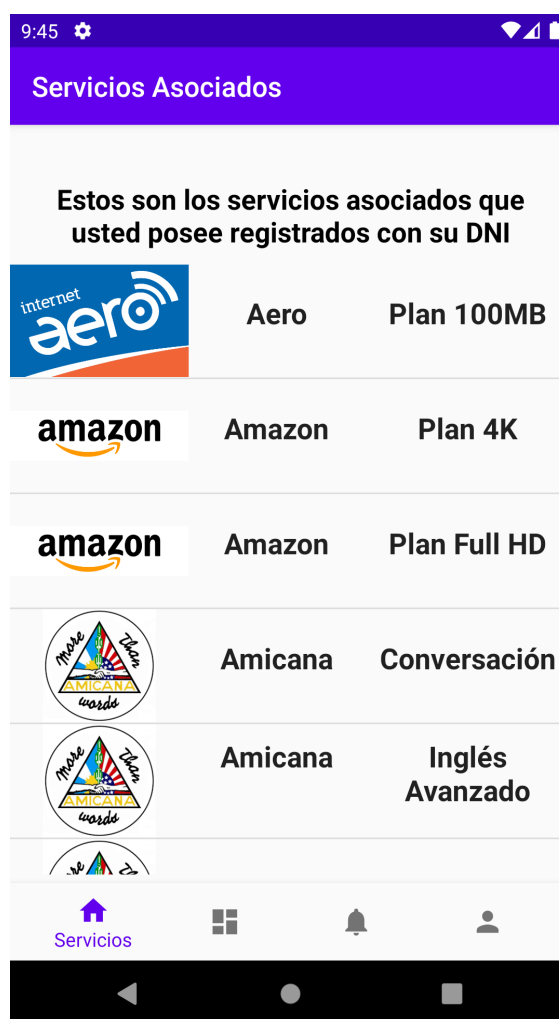 9:45
Servicios Asociados
Estos son los servicios asociados que
usted posee registrados con su DNI
internet
aero
Aero
Plan 100MB
amazon
Amazon
Plan 4K
amazon
Amazon
Plan Full HD
more than
AMICANA
words
Amicana
Conversación
more than
AMICANA
words
Amicana
Inglés
Avanzado
Servicios